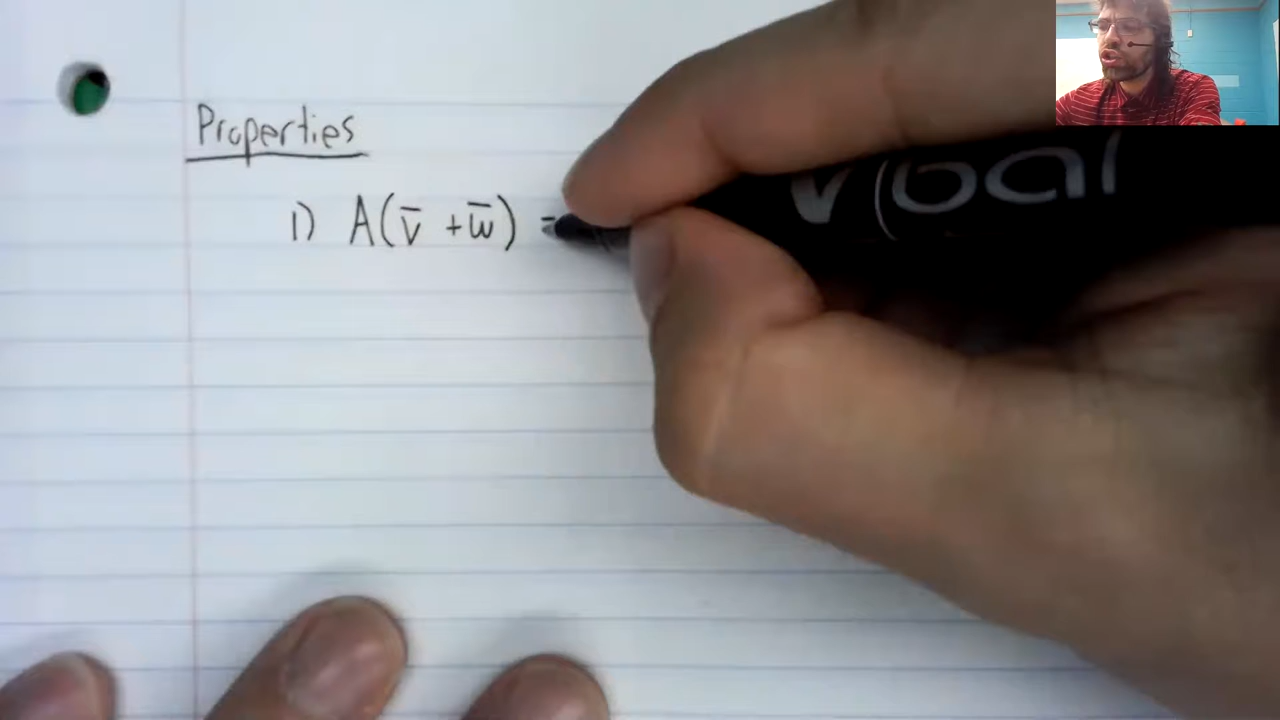 Properties
1) A(v̄ + w̄) =